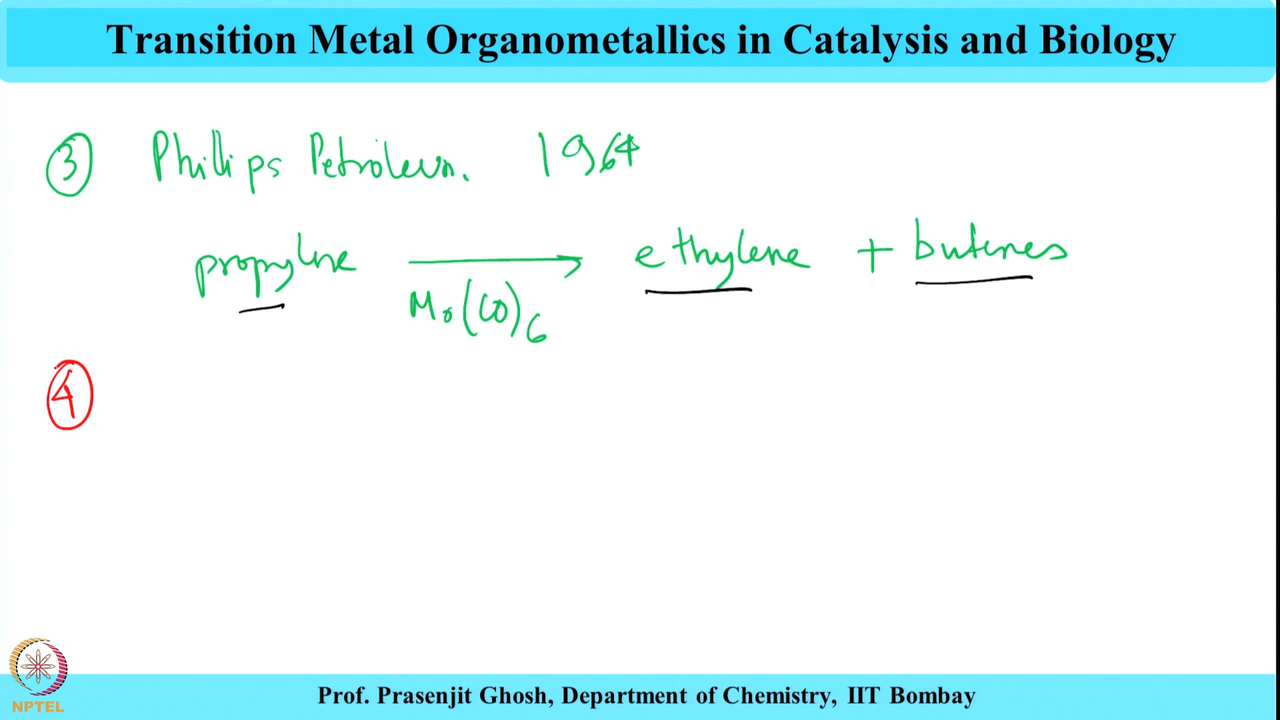 Transition Metal Organometallics in Catalysis and Biology
③ Phillips Petroleum. 1964
propylene → ethylene + butenes
Mo(CO)6
④
NPTEL
Prof. Prasenjit Ghosh, Department of Chemistry, IIT Bombay